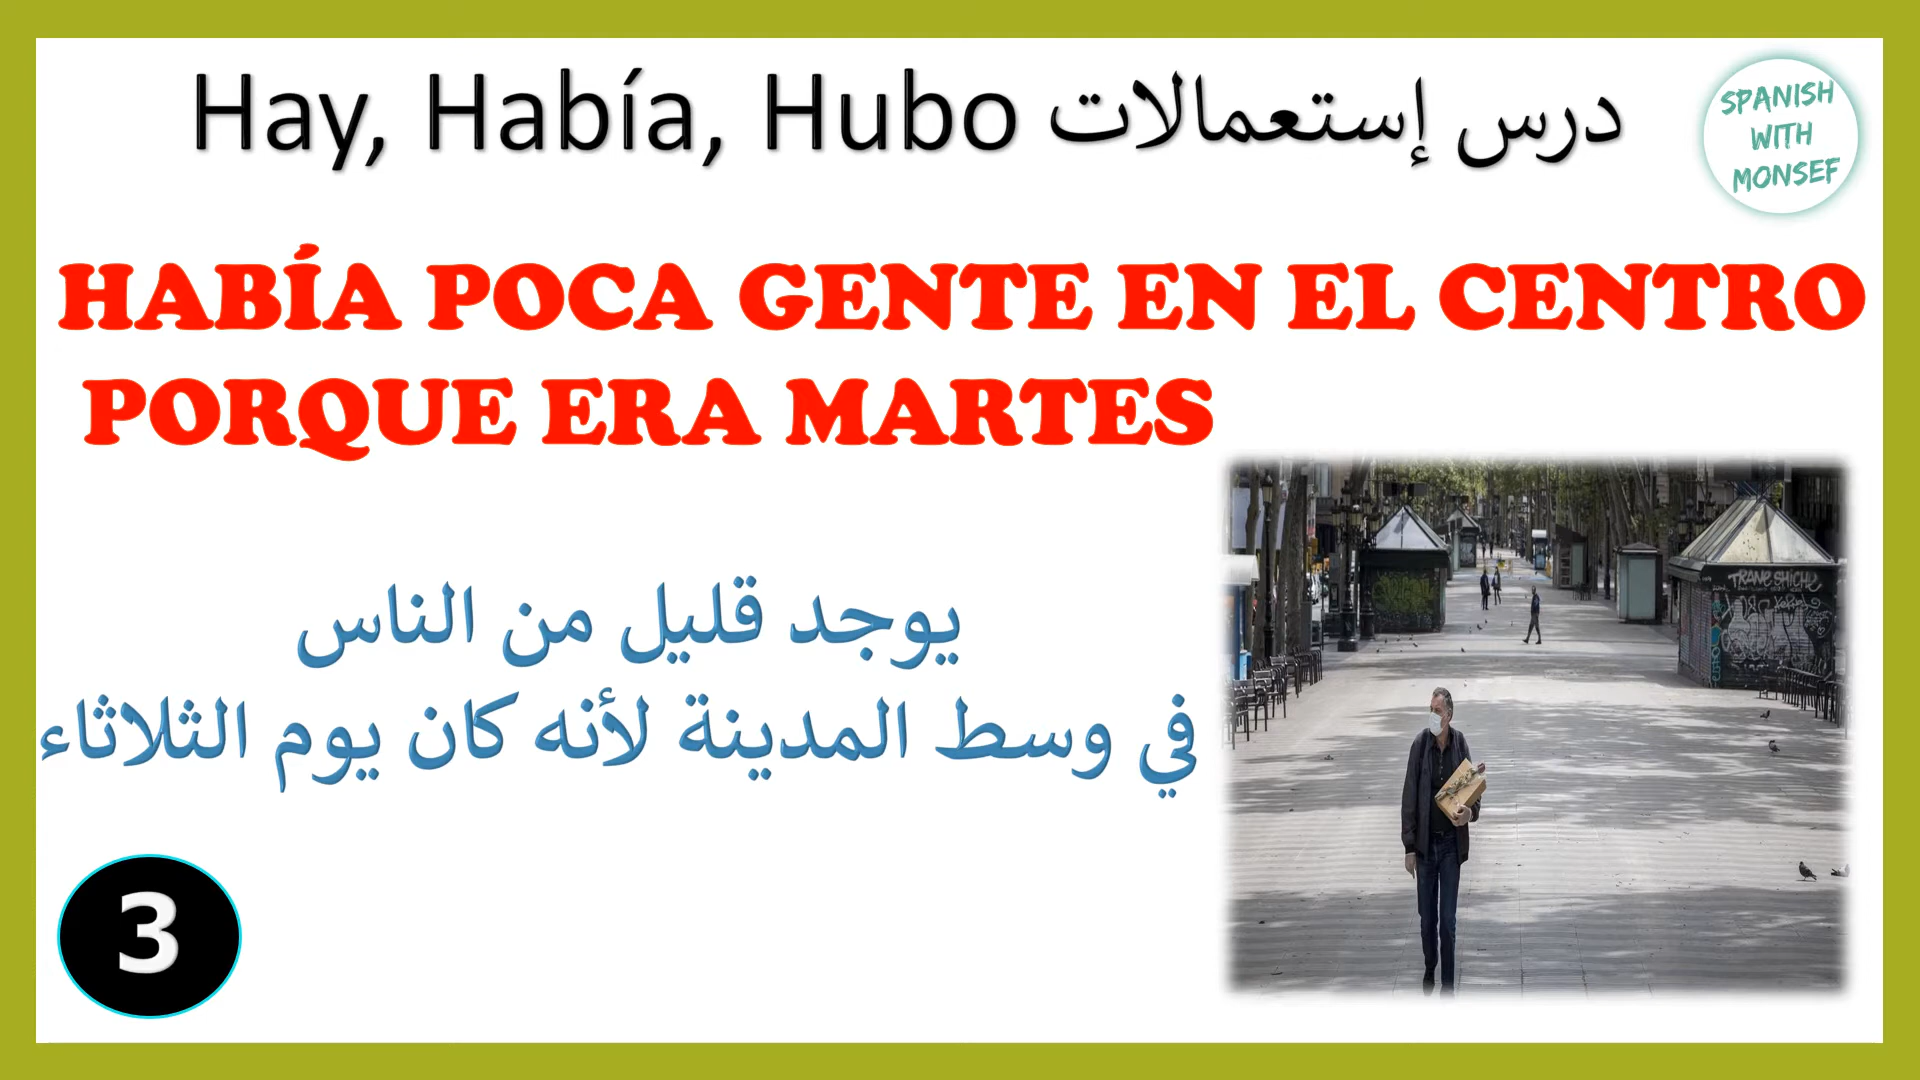 درس إستعمالات Hay, Había, Hubo
SPANISH
WITH
MONSEF
HABÍA POCA GENTE EN EL CENTRO
PORQUE ERA MARTES
يوجد قليل من الناس
في وسط المدينة لأنه كان يوم الثلاثاء
3